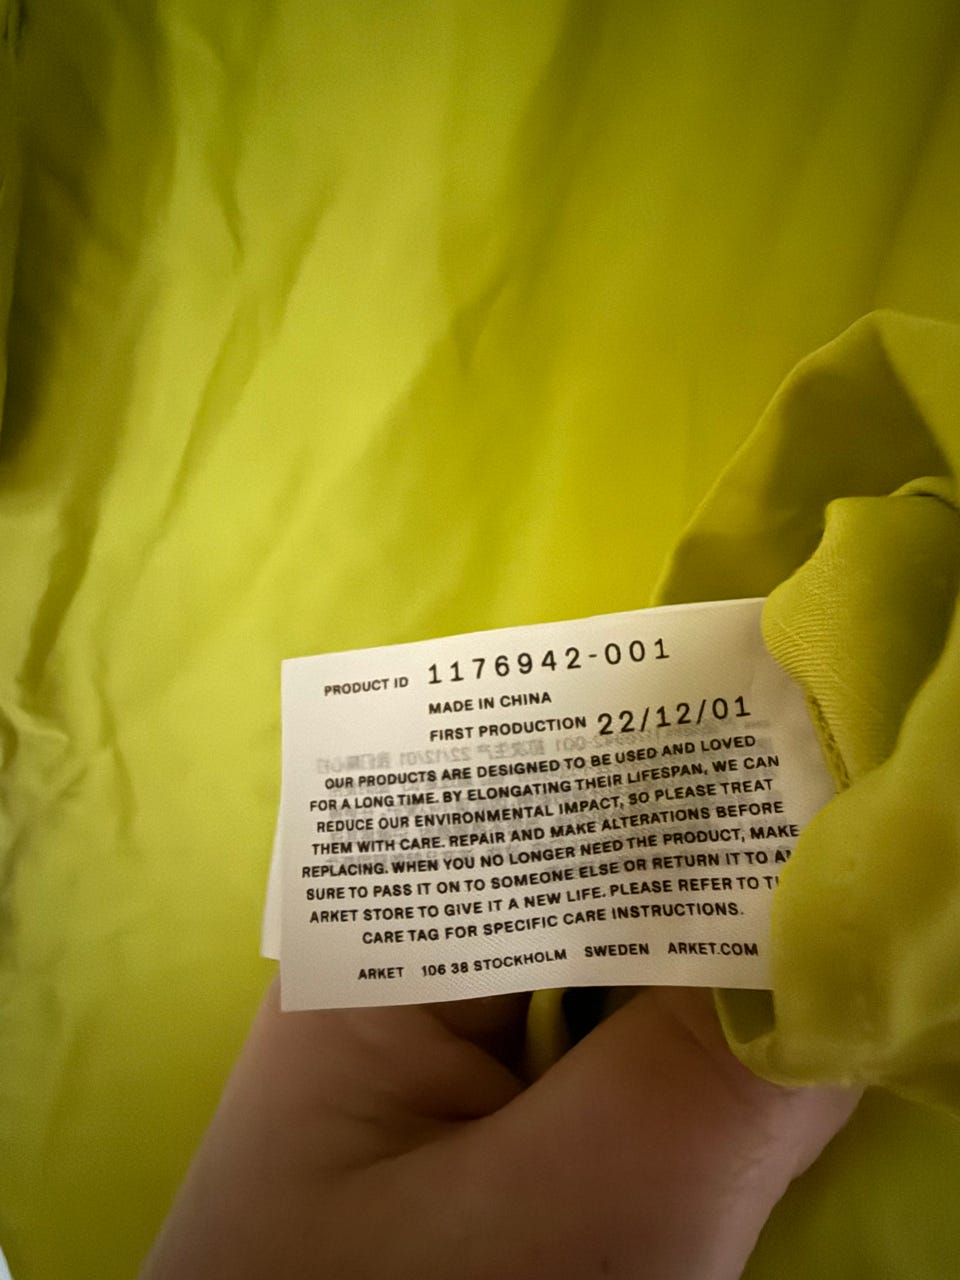 PRODUCT ID 1176942-001
MADE IN CHINA
FIRST PRODUCTION 22/12/01
OUR PRODUCTS ARE DESIGNED TO BE USED AND LOVED
FOR A LONG TIME. BY ELONGATING THEIR LIFESPAN, WE CAN
REDUCE OUR ENVIRONMENTAL IMPACT, SO PLEASE TREAT
THEM WITH CARE. REPAIR AND MAKE ALTERATIONS BEFORE
REPLACING. WHEN YOU NO LONGER NEED THE PRODUCT, MAKE
SURE TO PASS IT ON TO SOMEONE ELSE OR RETURN IT TO
ARKET STORE TO GIVE IT A NEW LIFE. PLEASE REFER TO
CARE TAG FOR SPECIFIC CARE INSTRUCTIONS.
ARKET 106 38 STOCKHOLM SWEDEN ARKET.COM